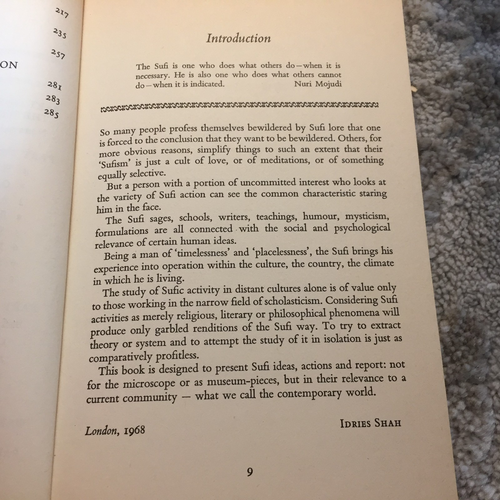 217
235
257
ON
281
283
285
Introduction
The Sufi is one who does what others do—when it is
necessary. He is also one who does what others cannot
do—when it is indicated. Nuri Mojudi
So many people profess themselves bewildered by Sufi lore that one
is forced to the conclusion that they want to be bewildered. Others, for
more obvious reasons, simplify things to such an extent that their
‘Sufism’ is just a cult of love, or of meditations, or of something
equally selective.
But a person with a portion of uncommitted interest who looks at
the variety of Sufi action can see the common characteristic staring
him in the face.
The Sufi sages, schools, writers, teachings, humour, mysticism,
formulations are all connected with the social and psychological
relevance of certain human ideas.
Being a man of ‘timelessness’ and ‘placelessness’, the Sufi brings his
experience into operation within the culture, the country, the climate
in which he is living.
The study of Sufic activity in distant cultures alone is of value only
to those working in the narrow field of scholasticism. Considering Sufi
activities as merely religious, literary or philosophical phenomena will
produce only garbled renditions of the Sufi way. To try to extract
theory or system and to attempt the study of it in isolation is just as
comparatively profitless.
This book is designed to present Sufi ideas, actions and report: not
for the microscope or as museum-pieces, but in their relevance to a
current community — what we call the contemporary world.
London, 1968 IDRIES SHAH
9